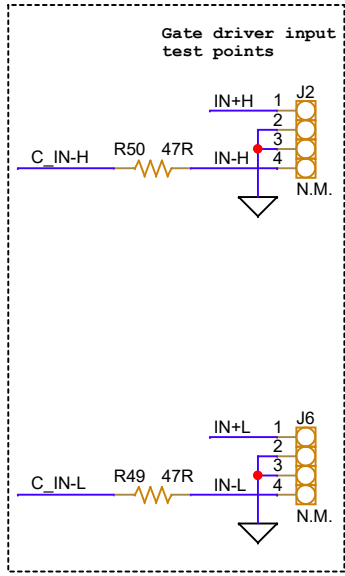 Gate driver input
test points
IN+H
1
J2
2
3
C_IN-H
R50
47R
IN-H
4
N.M.
IN+L
1
J6
2
3
C_IN-L
R49
47R
IN-L
4
N.M.